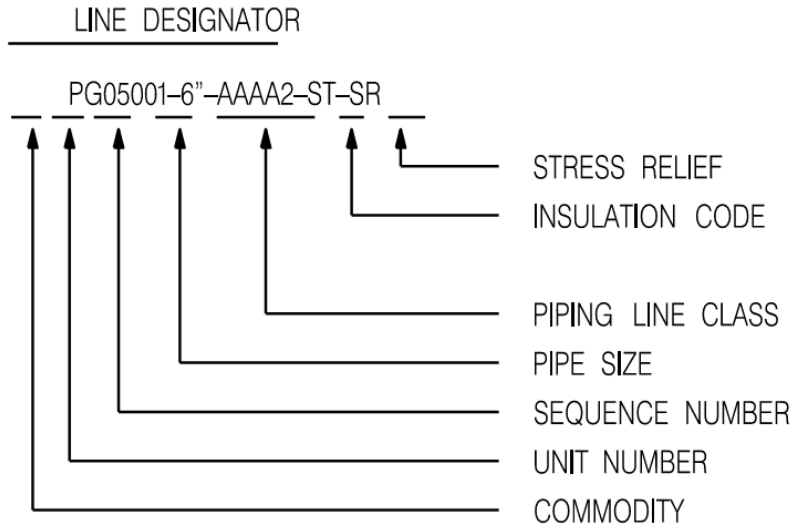 LINE DESIGNATOR
PG05001–6”–AAAA2–ST–SR
STRESS RELIEF
INSULATION CODE
PIPING LINE CLASS
PIPE SIZE
SEQUENCE NUMBER
UNIT NUMBER
COMMODITY